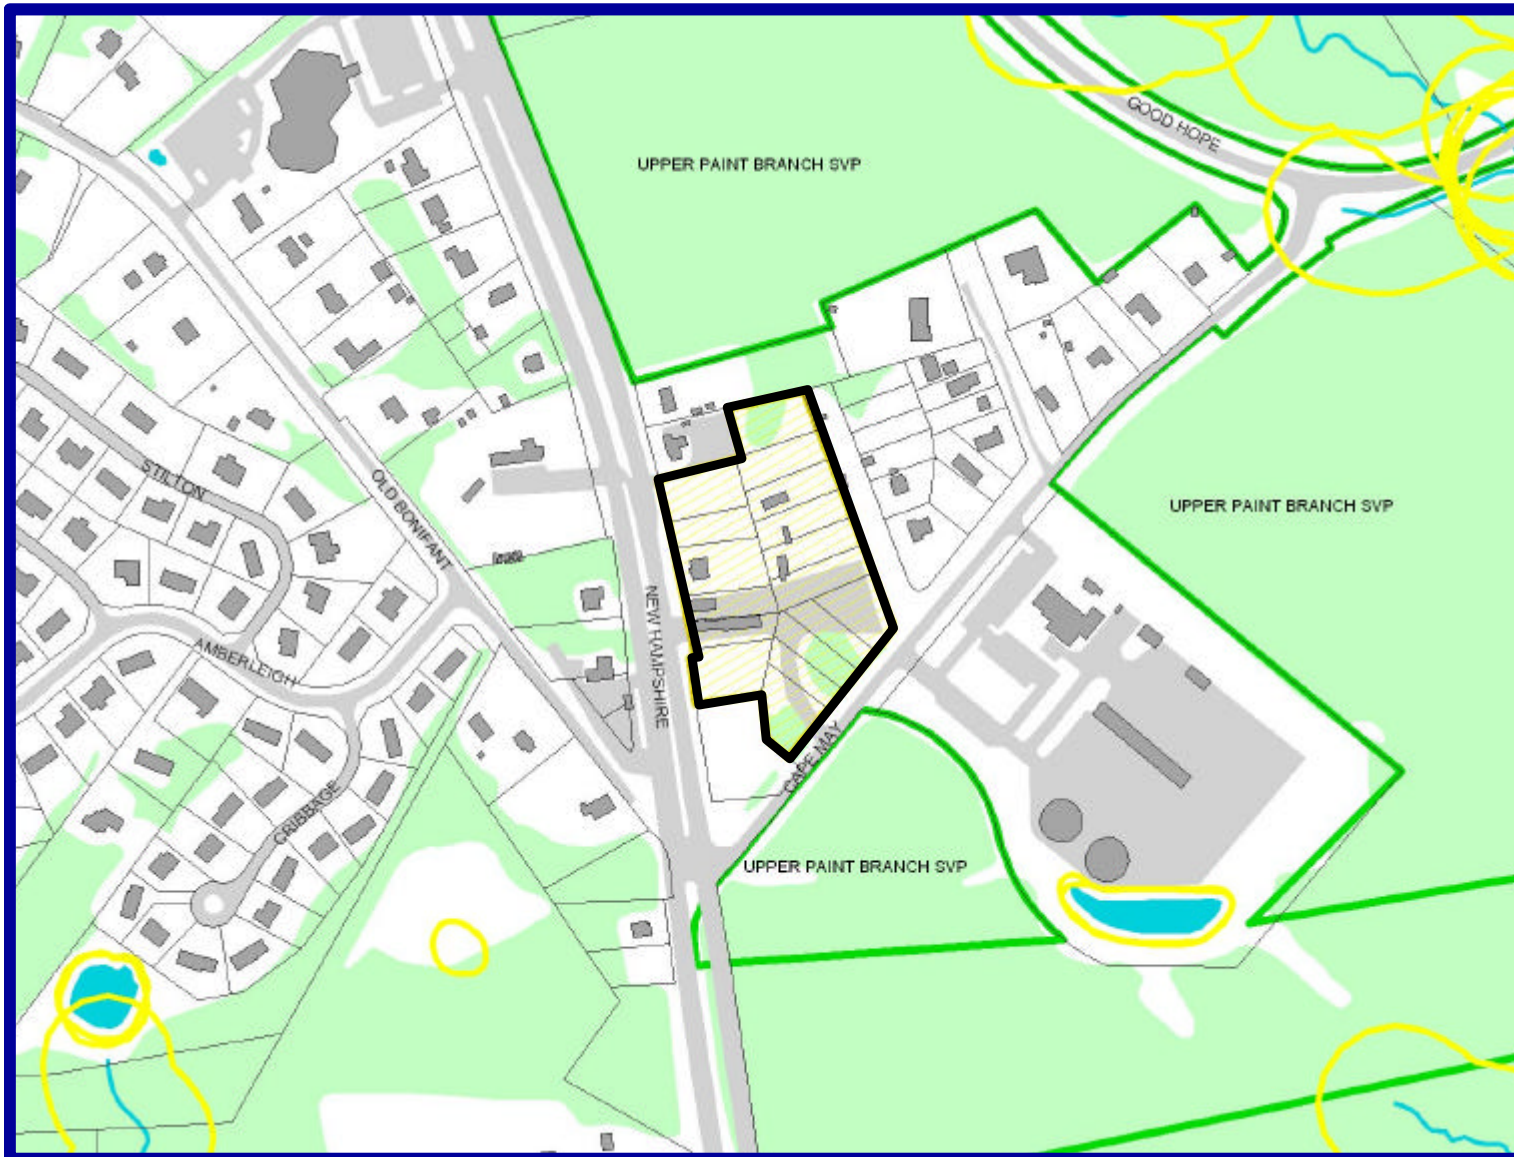 GOOD HOPE
UPPER PAINT BRANCH SVP
STILTON
OLD BONIFANT
UPPER PAINT BRANCH SVP
NEW HAMPSHIRE
AMBERLEIGH
CAPE MAY
CRIBBAGE
UPPER PAINT BRANCH SVP